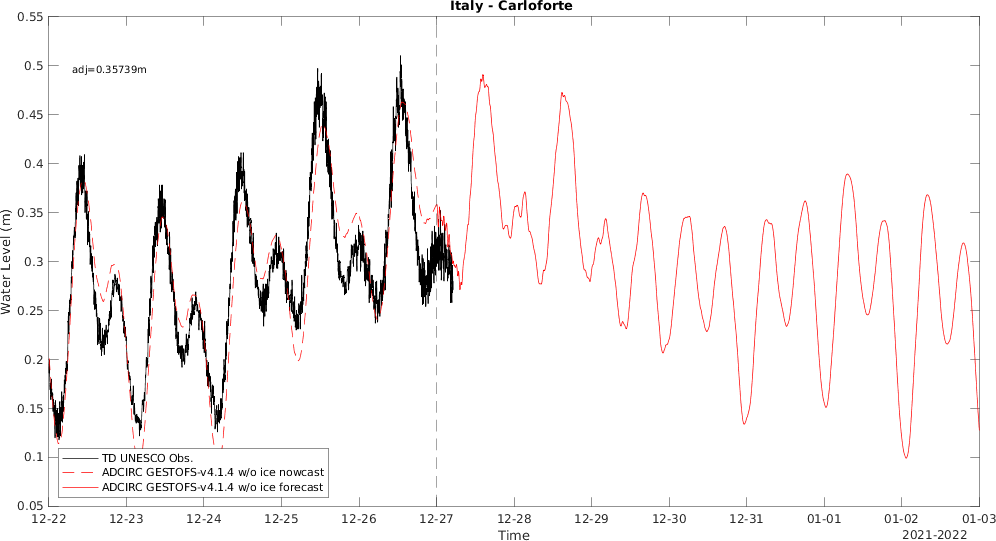 Italy - Carloforte
0.55
0.5
0.45
0.4
0.35
0.3
0.25
0.2
0.15
0.1
0.05
Water Level (m)
adj=0.35739m
TD UNESCO Obs.
ADCIRC GESTOFS-v4.1.4 w/o ice nowcast
ADCIRC GESTOFS-v4.1.4 w/o ice forecast
12-22 12-23 12-24 12-25 12-26 12-27 12-28 12-29 12-30 12-31 01-01 01-02 01-03
Time
2021-2022